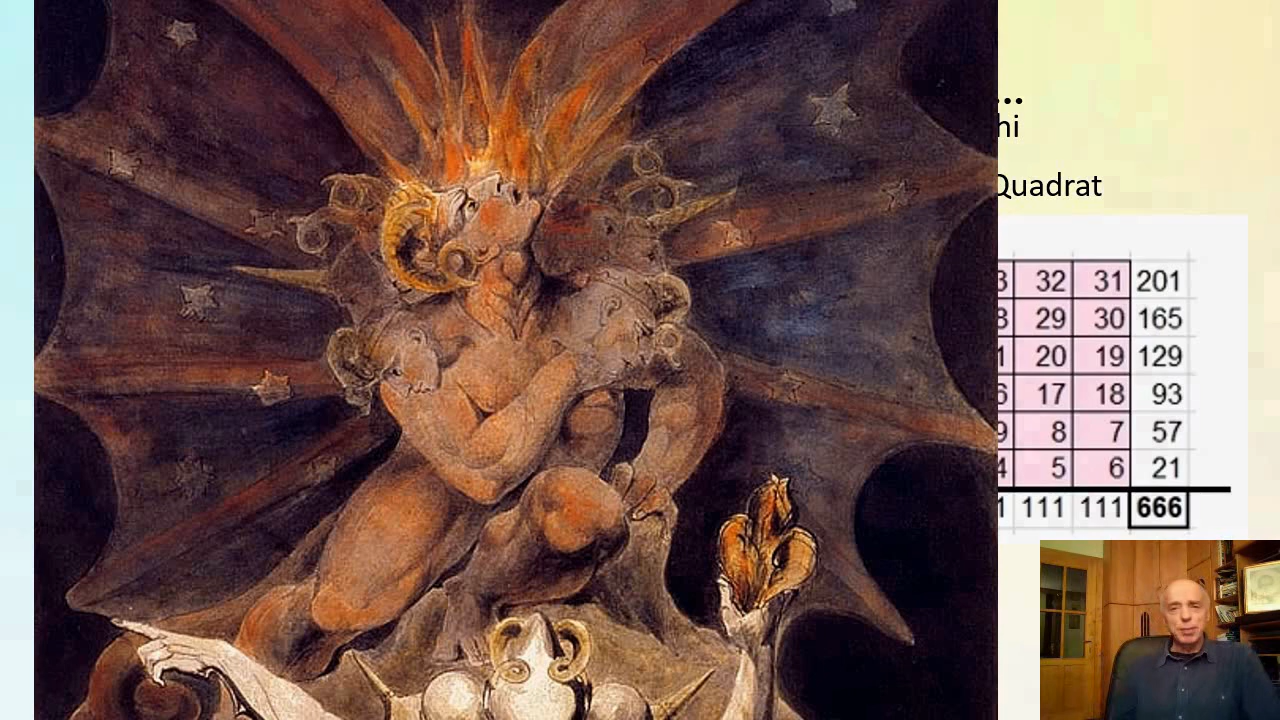 ...
hi
Quadrat
32 31 201
29 30 165
20 19 129
17 18 93
8 7 57
5 6 21
111 111 666